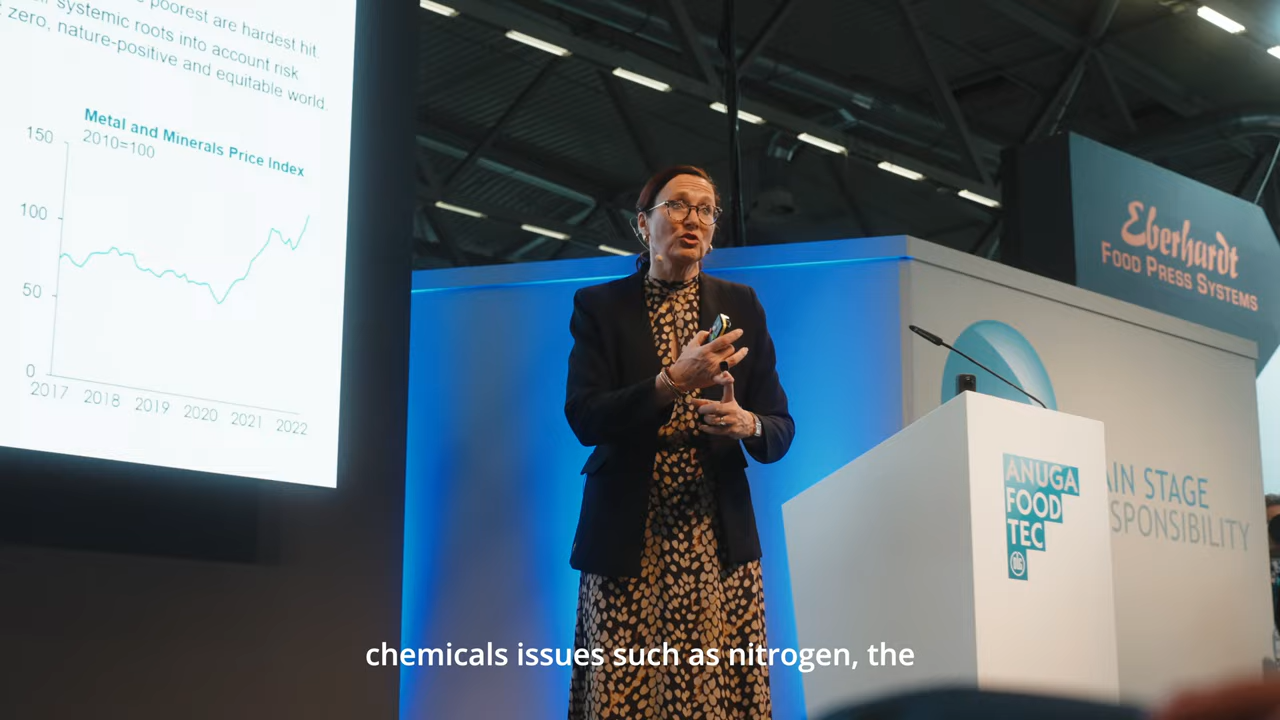 poorest are hardest hit.
systemic roots into account risk
zero, nature-positive and equitable world.
Metal and Minerals Price Index
2010=100
150
100
50
0
2017 2018 2019 2020 2021 2022
Eberhardt
FOOD PRESS SYSTEMS
ANUGA
FOOD
TEC
DLG
AIN STAGE
SPONSIBILITY
chemicals issues such as nitrogen, the